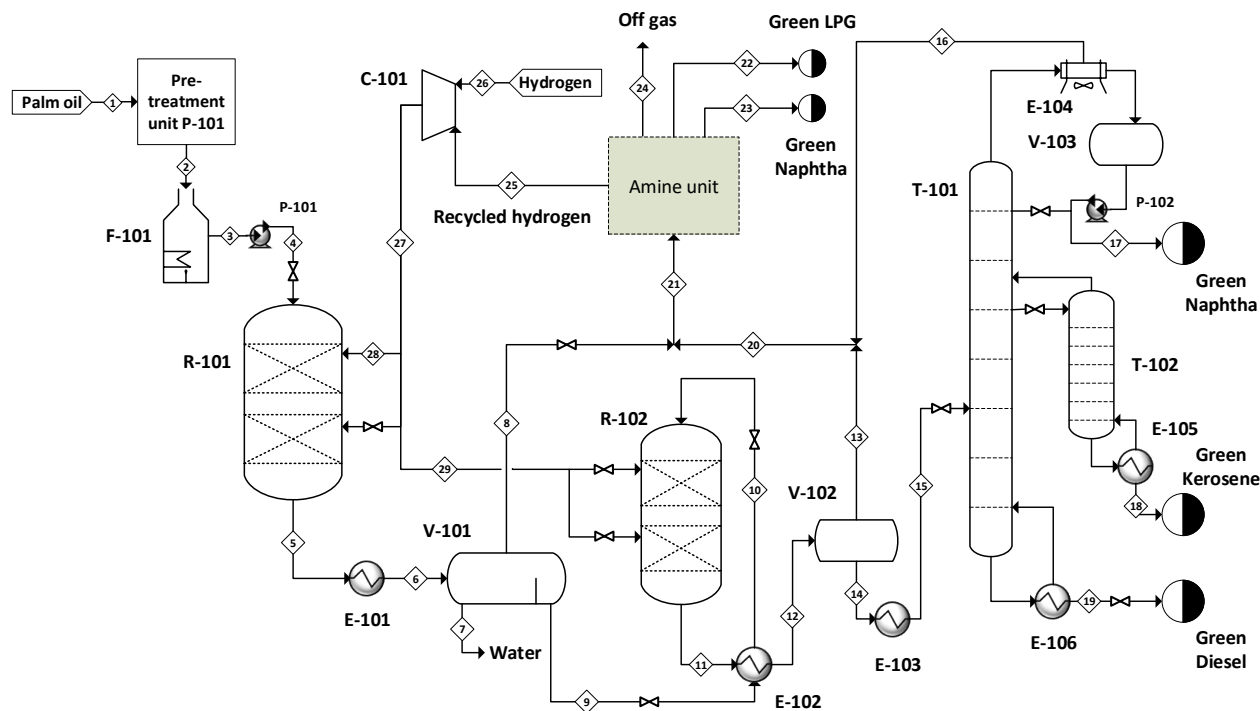 Off gas
Green LPG
16
C-101
22
Pre-
treatment
unit P-101
26
Hydrogen
24
Palm oil
1
23
E-104
V-103
Green
Naphtha
2
Amine unit
T-101
25
P-101
Recycled hydrogen
P-102
F-101
3
4
27
17
21
Green
Naphtha
R-101
28
20
T-102
8
R-102
13
E-105
29
10
15
Green
Kerosene
V-102
18
5
V-101
6
14
12
19
E-101
7
E-103
E-106
Water
11
Green
Diesel
9
E-102